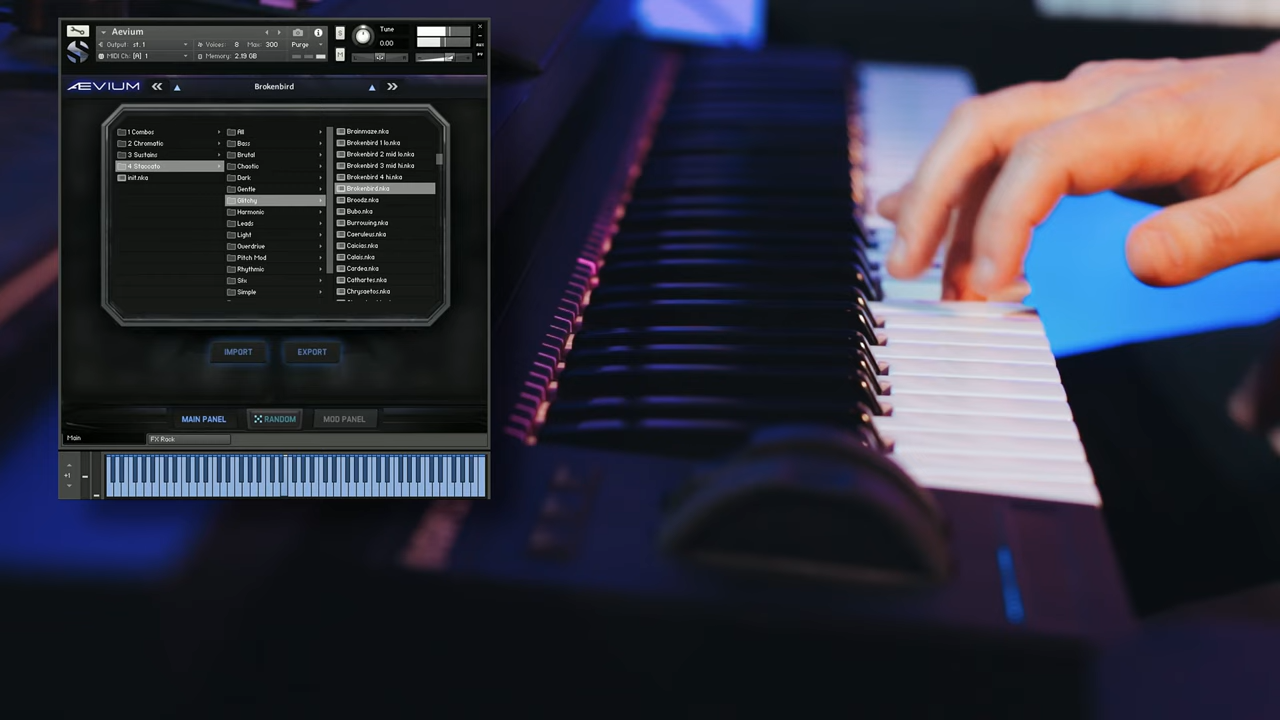 Aevium
Output: st.1 Voices: 8 Max: 300 Purge
MIDI Ch: [A] 1 Memory: 2.19 GB
S
M
Tune
0.00
AUX
PV
ÆVIUM
Brokenbird
1 Combos
2 Chromatic
3 Sustains
4 Staccato
init.nka
All
Bass
Brutal
Chaotic
Dark
Gentle
Glitchy
Harmonic
Leads
Light
Overdrive
Pitch Mod
Rhythmic
Sfx
Simple
Brainmaze.nka
Brokenbird 1 lo.nka
Brokenbird 2 mid lo.nka
Brokenbird 3 mid hi.nka
Brokenbird 4 hi.nka
Brokenbird.nka
Broodz.nka
Bubo.nka
Burrowing.nka
Caeruleus.nka
Caicias.nka
Calais.nka
Cardea.nka
Cathartes.nka
Chrysaetos.nka
IMPORT
EXPORT
MAIN PANEL
RANDOM
MOD PANEL
Main
FX Rack
+1